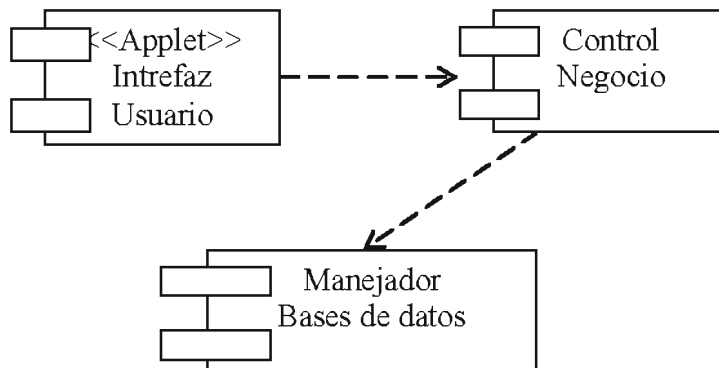 <<Applet>>
Intrefaz
Usuario
Control
Negocio
Manejador
Bases de datos